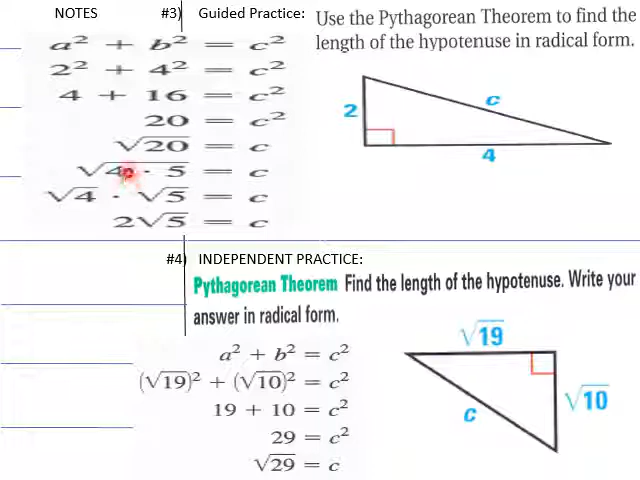 NOTES #3) Guided Practice: Use the Pythagorean Theorem to find the
length of the hypotenuse in radical form.
a² + b² = c²
2² + 4² = c²
4 + 16 = c²
20 = c²
√20 = c
√4 · 5 = c
√4 · √5 = c
2√5 = c
2
c
4
#4) INDEPENDENT PRACTICE:
Pythagorean Theorem Find the length of the hypotenuse. Write your
answer in radical form.
a² + b² = c²
(√19)² + (√10)² = c²
19 + 10 = c²
29 = c²
√29 = c
√19
√10
c